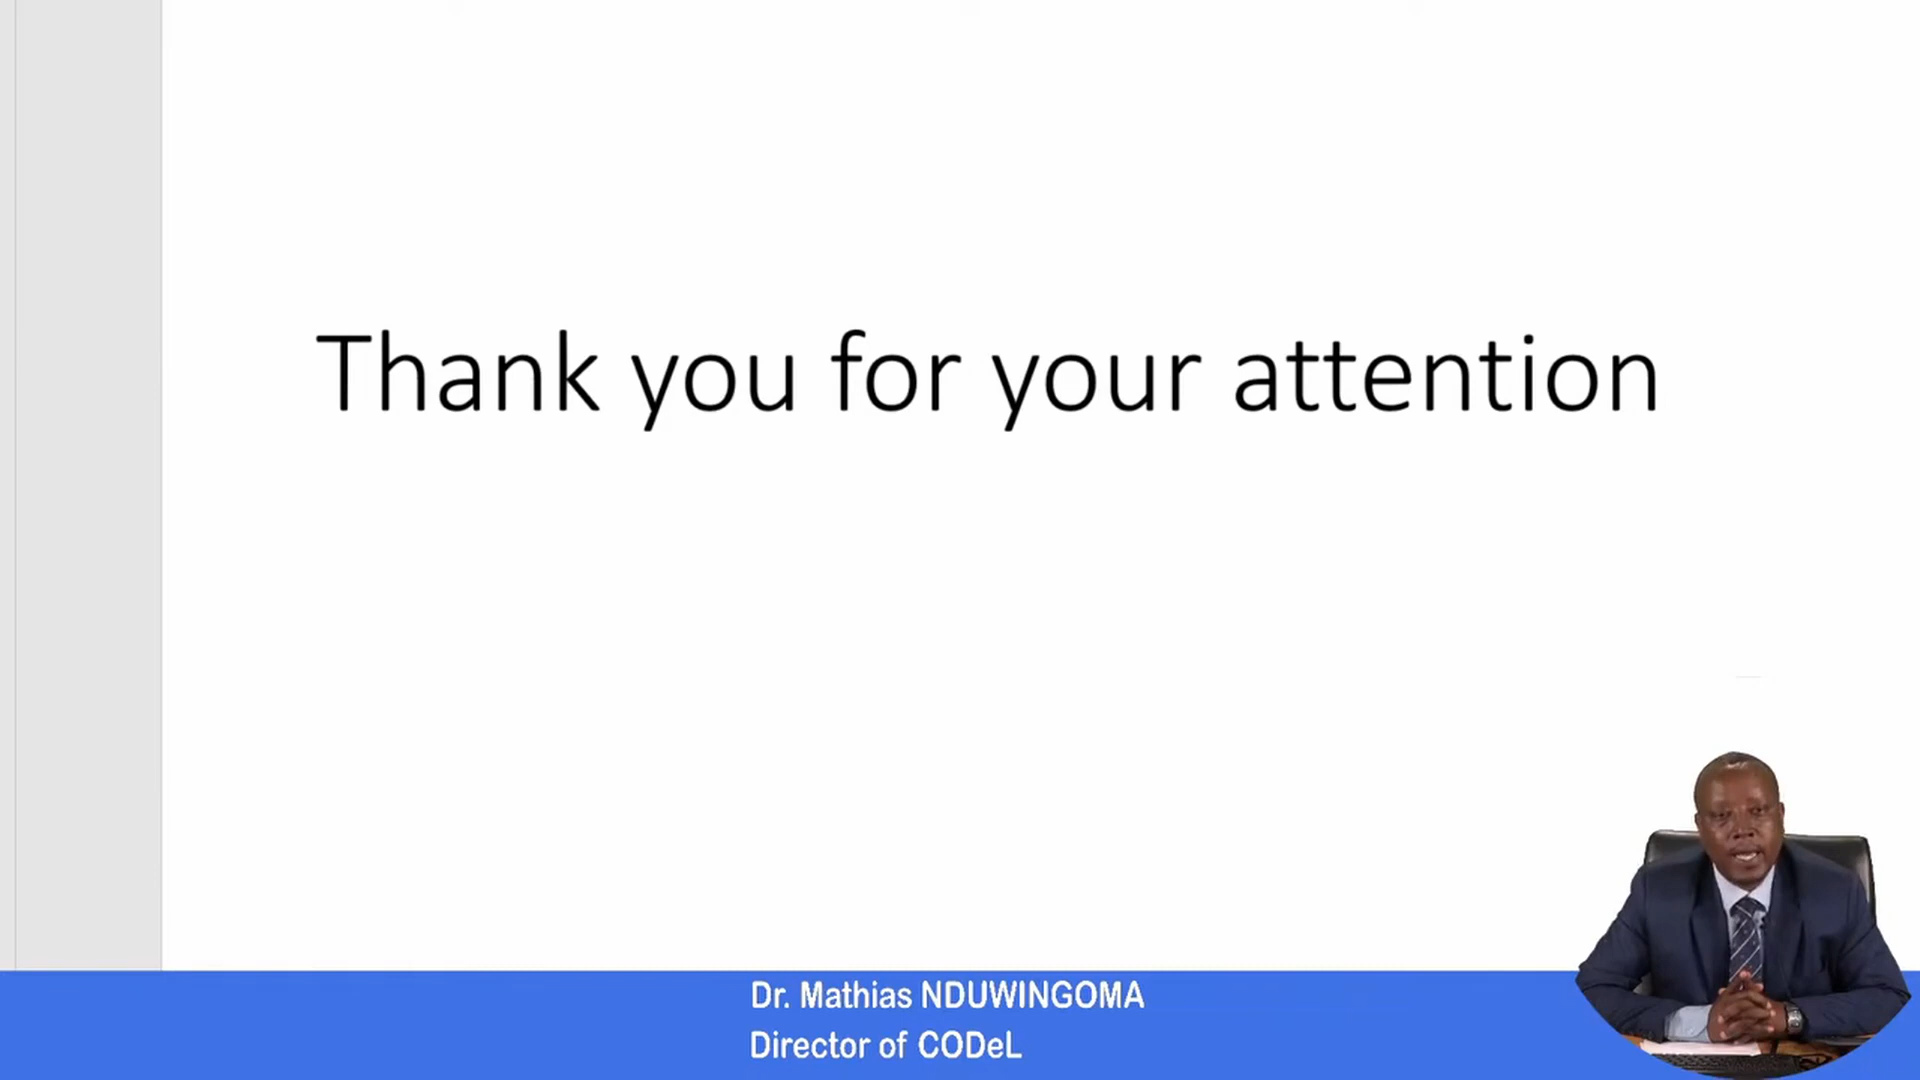 Thank you for your attention
Dr. Mathias NDUWINGOMA
Director of CODeL